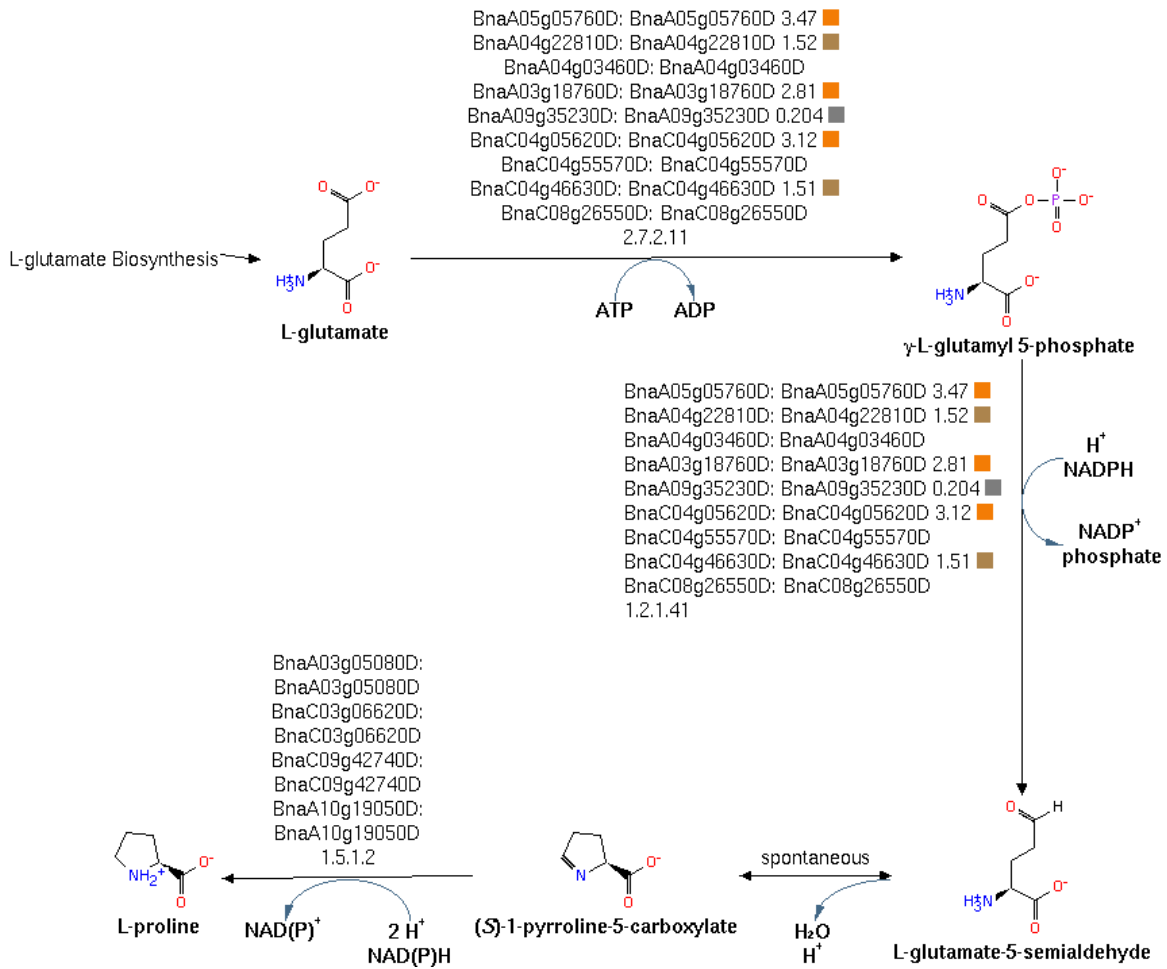 BnaA05g05760D: BnaA05g05760D 3.47
BnaA04g22810D: BnaA04g22810D 1.52
BnaA04g03460D: BnaA04g03460D
BnaA03g18760D: BnaA03g18760D 2.81
BnaA09g35230D: BnaA09g35230D 0.204
BnaC04g05620D: BnaC04g05620D 3.12
BnaC04g55570D: BnaC04g55570D
BnaC04g46630D: BnaC04g46630D 1.51
BnaC08g26550D: BnaC08g26550D
2.7.2.11
L-glutamate Biosynthesis
O O-
H3+N
O-
O
L-glutamate
ATP ADP
O O P O-
O-
O
H3+N
O-
O
γ-L-glutamyl 5-phosphate
BnaA05g05760D: BnaA05g05760D 3.47
BnaA04g22810D: BnaA04g22810D 1.52
BnaA04g03460D: BnaA04g03460D
BnaA03g18760D: BnaA03g18760D 2.81
BnaA09g35230D: BnaA09g35230D 0.204
BnaC04g05620D: BnaC04g05620D 3.12
BnaC04g55570D: BnaC04g55570D
BnaC04g46630D: BnaC04g46630D 1.51
BnaC08g26550D: BnaC08g26550D
1.2.1.41
H+
NADPH
NADP+
phosphate
BnaA03g05080D:
BnaA03g05080D
BnaC03g06620D:
BnaC03g06620D
BnaC09g42740D:
BnaC09g42740D
BnaA10g19050D:
BnaA10g19050D
1.5.1.2
NH2+
O-
O
L-proline
NAD(P)+
2 H+
NAD(P)H
N
O-
O
(S)-1-pyrroline-5-carboxylate
spontaneous
H2O
H+
O H
H3+N
O-
O
L-glutamate-5-semialdehyde